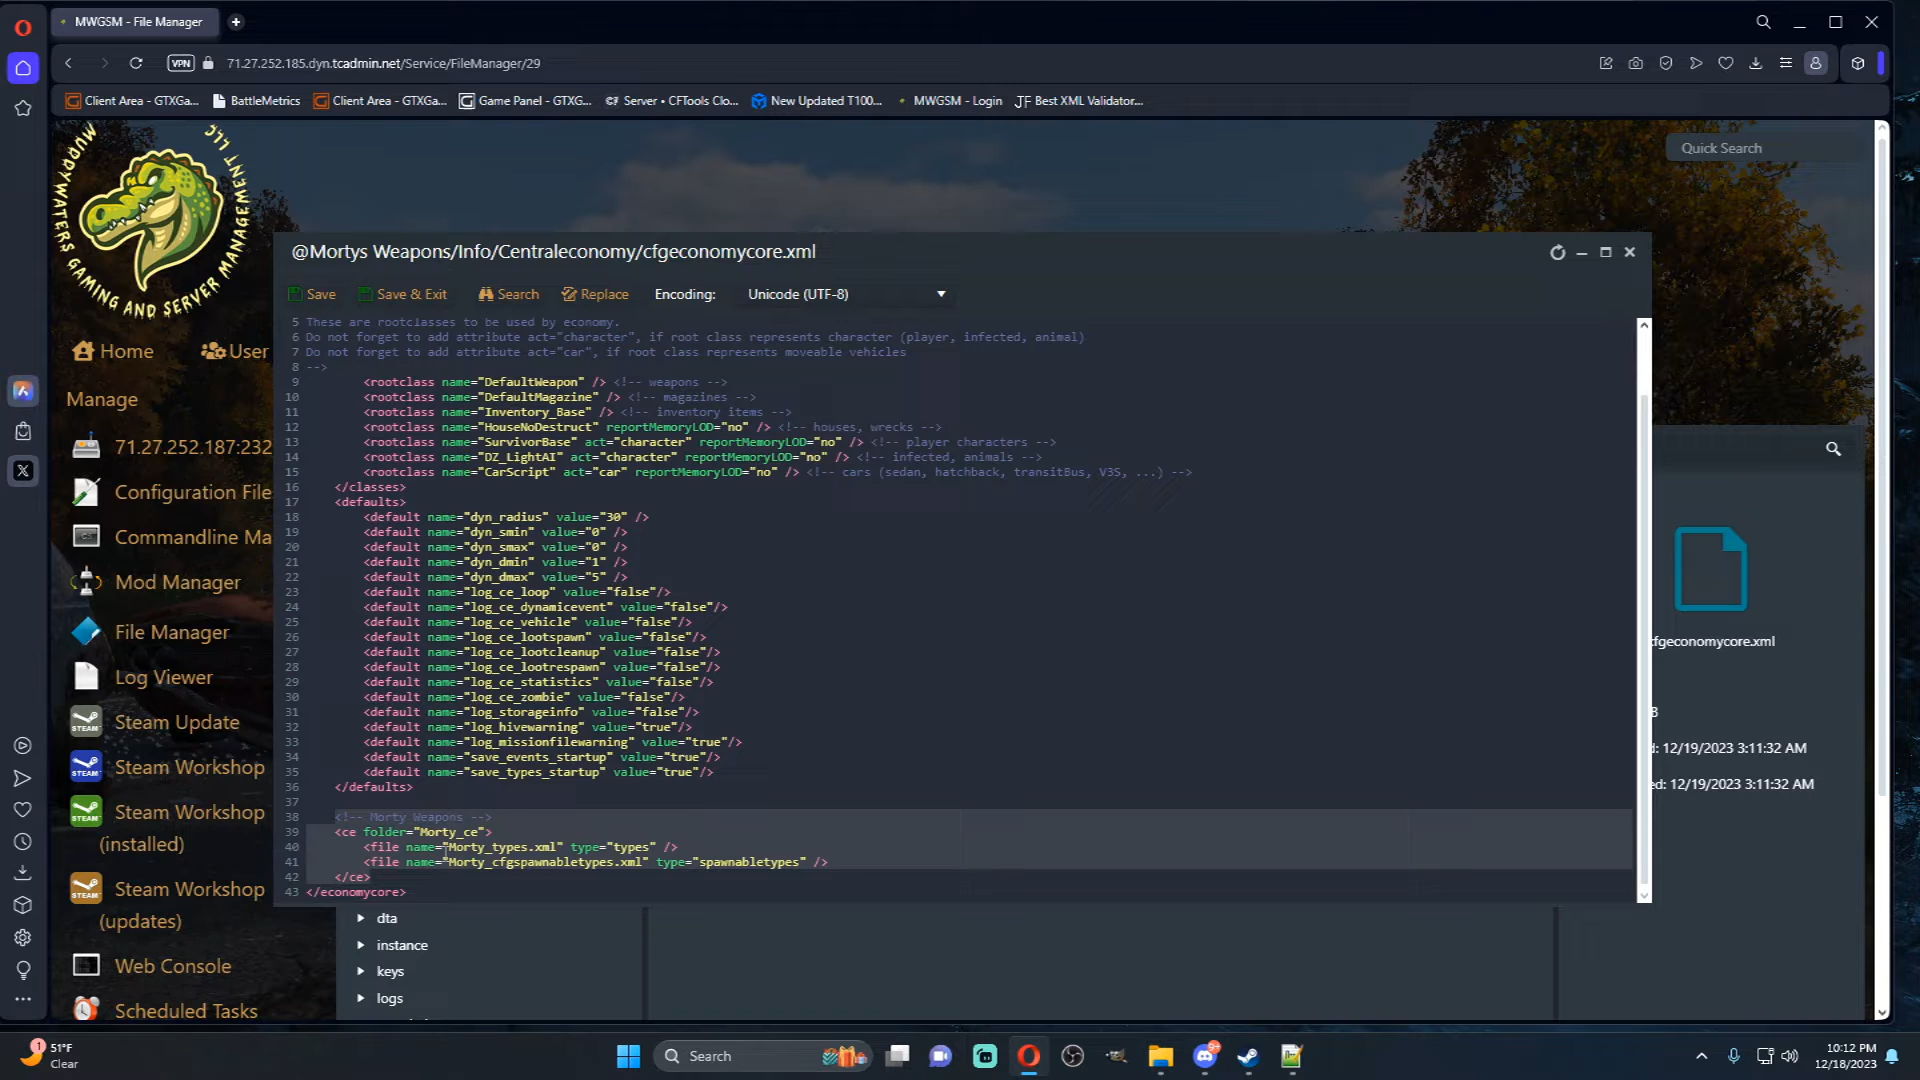 MWGSM - File Manager
VPN
71.27.252.185.dyn.tcadmin.net/Service/FileManager/29
Client Area - GTXGa...
BattleMetrics
Client Area - GTXGa...
Game Panel - GTXG...
Server • CFTools Clo...
New Updated T100...
MWGSM - Login
Best XML Validator...
MUDDYWATERS GAMING AND SERVER MANAGEMENT LLC
Quick Search
@Mortys Weapons/Info/Centraleconomy/cfgeconomycore.xml
Save
Save & Exit
Search
Replace
Encoding:
Unicode (UTF-8)
5 These are rootclasses to be used by economy.
6 Do not forget to add attribute act="character", if root class represents character (player, infected, animal)
7 Do not forget to add attribute act="car", if root class represents moveable vehicles
8 -->
9 <rootclass name="DefaultWeapon" /> <!-- weapons -->
10 <rootclass name="DefaultMagazine" /> <!-- magazines -->
11 <rootclass name="Inventory_Base" /> <!-- inventory items -->
12 <rootclass name="HouseNoDestruct" reportMemoryLOD="no" /> <!-- houses, wrecks -->
13 <rootclass name="SurvivorBase" act="character" reportMemoryLOD="no" /> <!-- player characters -->
14 <rootclass name="DZ_LightAI" act="character" reportMemoryLOD="no" /> <!-- infected, animals -->
15 <rootclass name="CarScript" act="car" reportMemoryLOD="no" /> <!-- cars (sedan, hatchback, transitBus, V3S, ...) -->
16 </classes>
17 <defaults>
18 <default name="dyn_radius" value="30" />
19 <default name="dyn_smin" value="0" />
20 <default name="dyn_smax" value="0" />
21 <default name="dyn_dmin" value="1" />
22 <default name="dyn_dmax" value="5" />
23 <default name="log_ce_loop" value="false"/>
24 <default name="log_ce_dynamicevent" value="false"/>
25 <default name="log_ce_vehicle" value="false"/>
26 <default name="log_ce_lootspawn" value="false"/>
27 <default name="log_ce_lootcleanup" value="false"/>
28 <default name="log_ce_lootrespawn" value="false"/>
29 <default name="log_ce_statistics" value="false"/>
30 <default name="log_ce_zombie" value="false"/>
31 <default name="log_storageinfo" value="false"/>
32 <default name="log_hivewarning" value="true"/>
33 <default name="log_missionfilewarning" value="true"/>
34 <default name="save_events_startup" value="true"/>
35 <default name="save_types_startup" value="true"/>
36 </defaults>
37
38 <!-- Morty Weapons -->
39 <ce folder="Morty_ce">
40 <file name="Morty_types.xml" type="types" />
41 <file name="Morty_cfgspawnabletypes.xml" type="spawnabletypes" />
42 </ce>
43 </economycore>
Home
User
Manage
71.27.252.187:232
Configuration File
Commandline Ma
Mod Manager
File Manager
Log Viewer
Steam Update
Steam Workshop
Steam Workshop
(installed)
Steam Workshop
(updates)
Web Console
Scheduled Tasks
STEAM
STEAM
STEAM
STEAM
dta
instance
keys
logs
cfgeconomycore.xml
B
d: 12/19/2023 3:11:32 AM
ed: 12/19/2023 3:11:32 AM
1
51°F
Clear
Search
9+
10:12 PM
12/18/2023